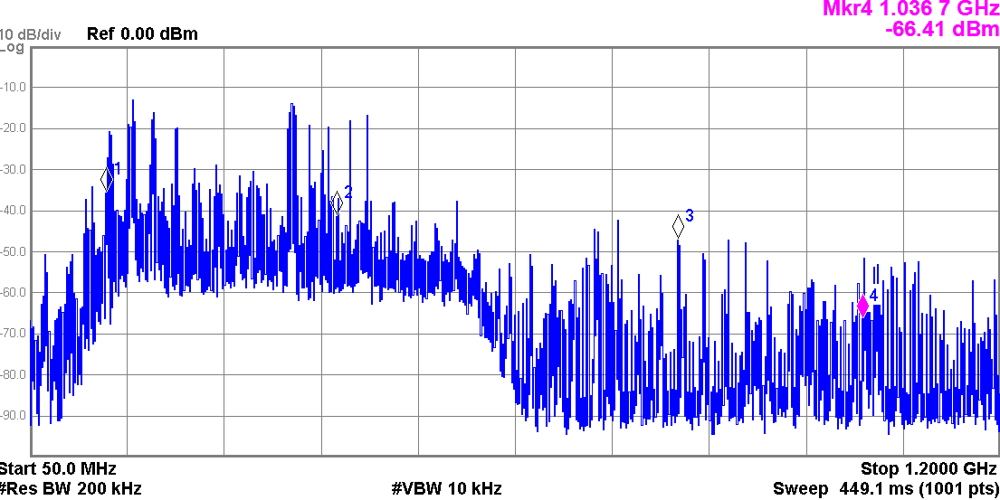 Mkr4 1.036 7 GHz
-66.41 dBm
10 dB/div
Ref 0.00 dBm
Log
-10.0
-20.0
-30.0
-40.0
-50.0
-60.0
-70.0
-80.0
-90.0
1
2
3
4
Start 50.0 MHz
Stop 1.2000 GHz
#Res BW 200 kHz
#VBW 10 kHz
Sweep 449.1 ms (1001 pts)